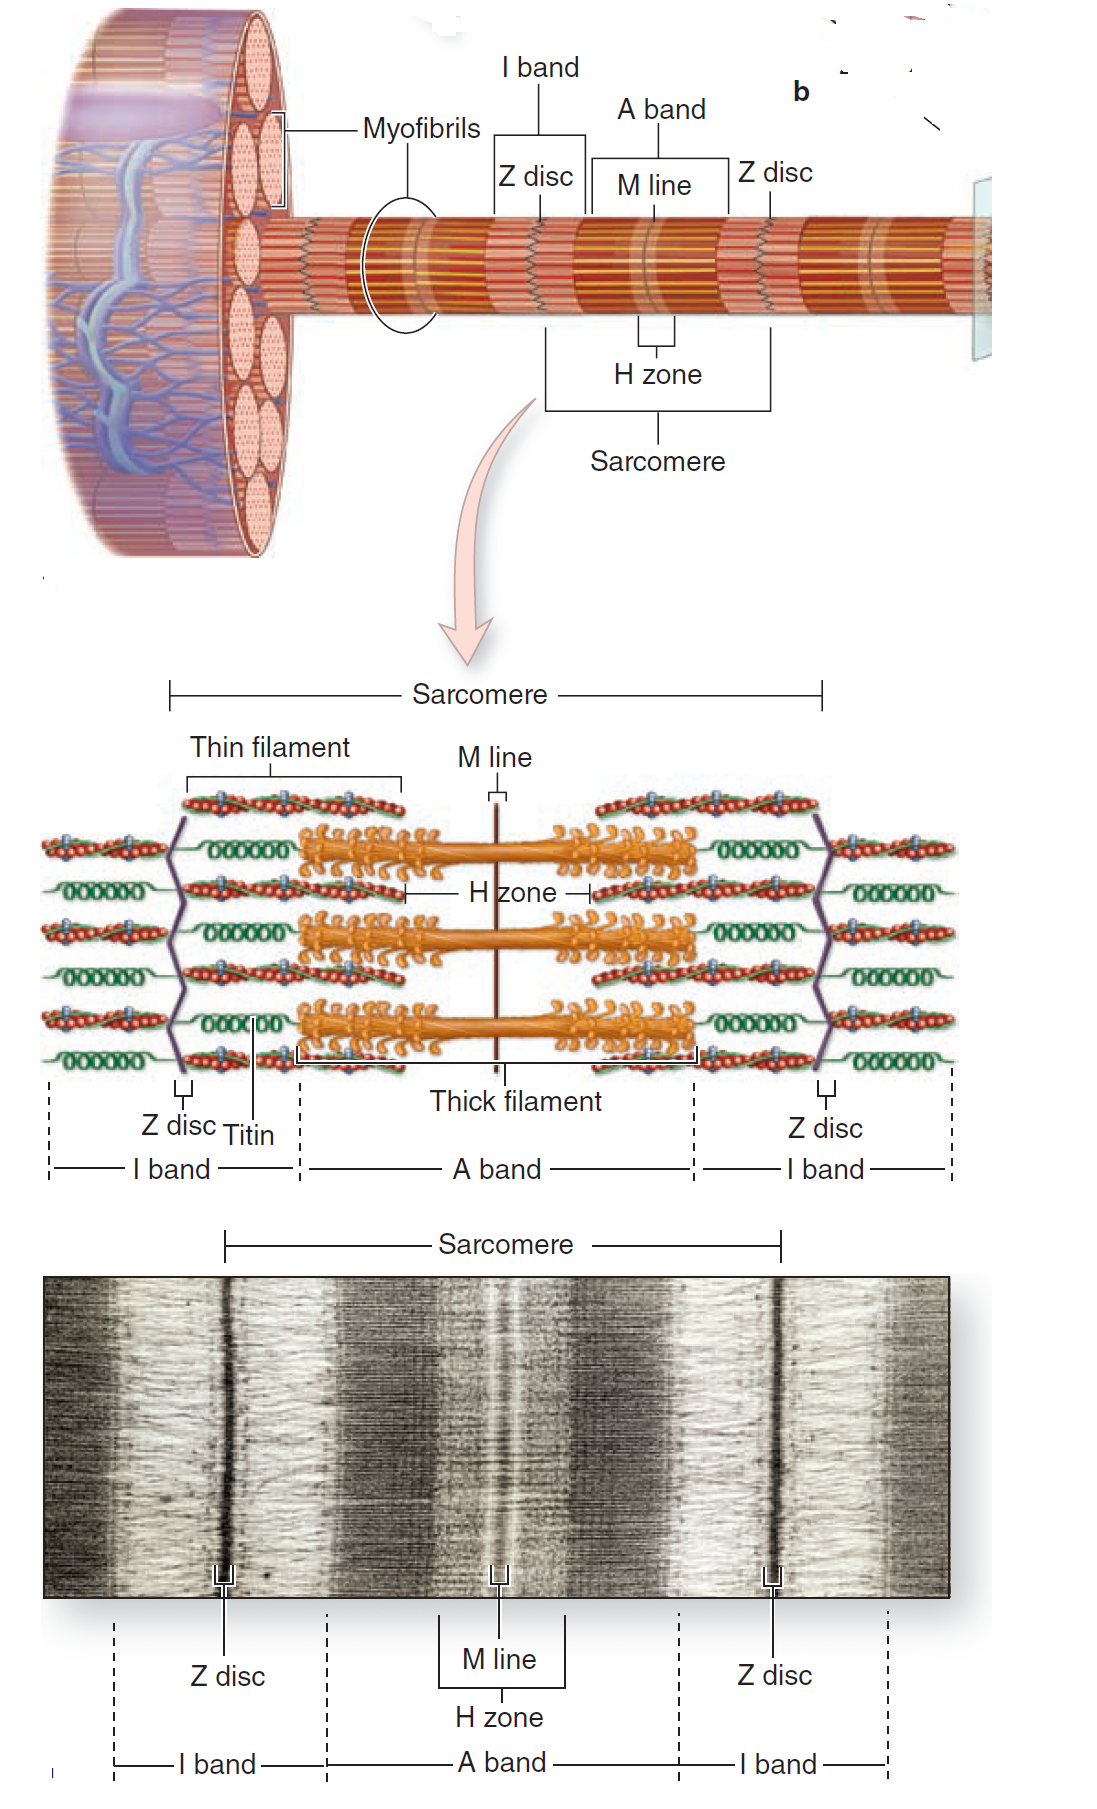 I band
b
A band
Myofibrils
Z disc
M line
Z disc
H zone
Sarcomere
Sarcomere
Thin filament
M line
H zone
Thick filament
Z disc
Titin
Z disc
I band
A band
I band
Sarcomere
Z disc
M line
Z disc
H zone
I band
A band
I band